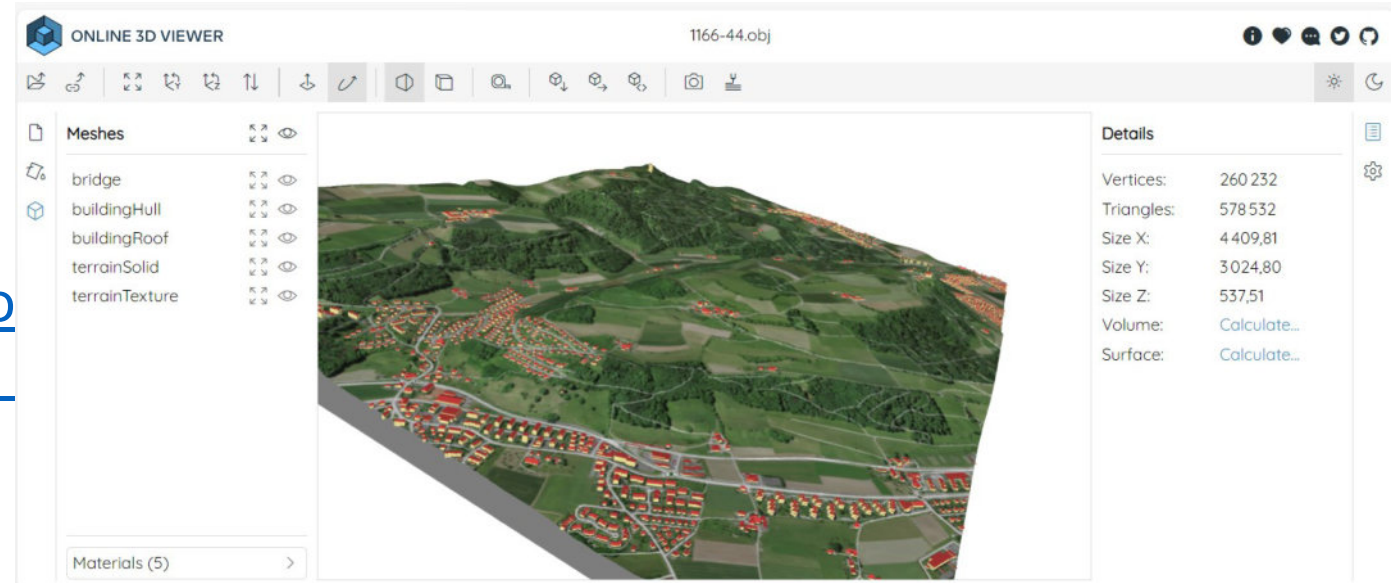 ONLINE 3D VIEWER
1166-44.obj
Meshes
bridge
buildingHull
buildingRoof
terrainSolid
terrainTexture
Materials (5)
Details
Vertices: 260 232
Triangles: 578 532
Size X: 4 409,81
Size Y: 3 024,80
Size Z: 537,51
Volume: Calculate...
Surface: Calculate...